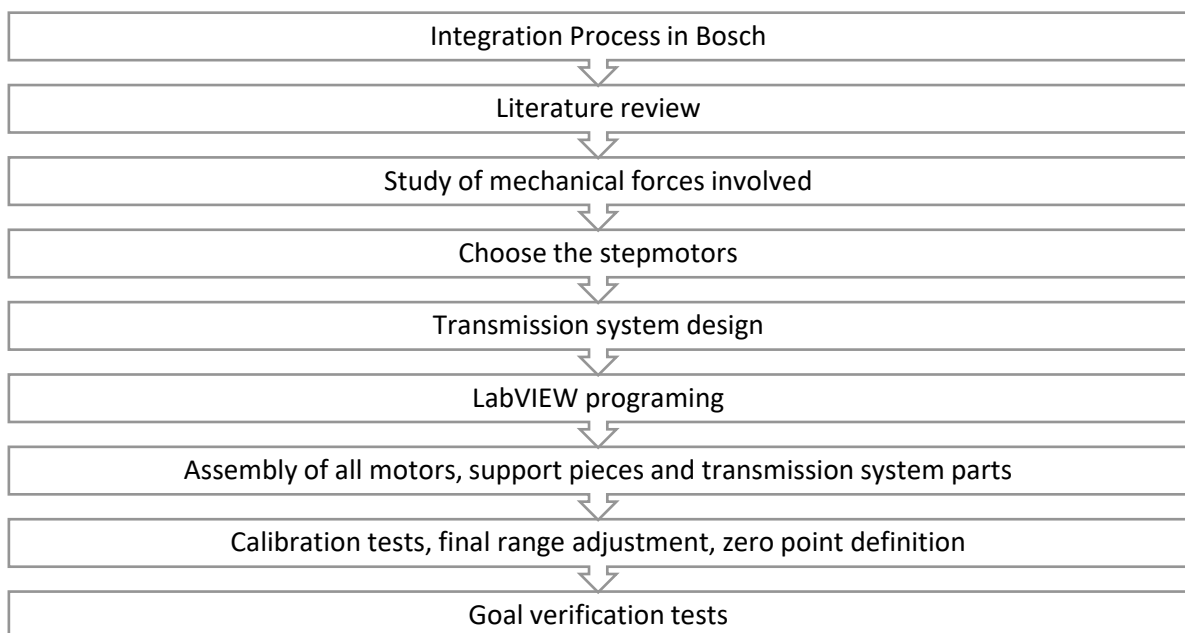 Integration Process in Bosch
Literature review
Study of mechanical forces involved
Choose the stepmotors
Transmission system design
LabVIEW programing
Assembly of all motors, support pieces and transmission system parts
Calibration tests, final range adjustment, zero point definition
Goal verification tests